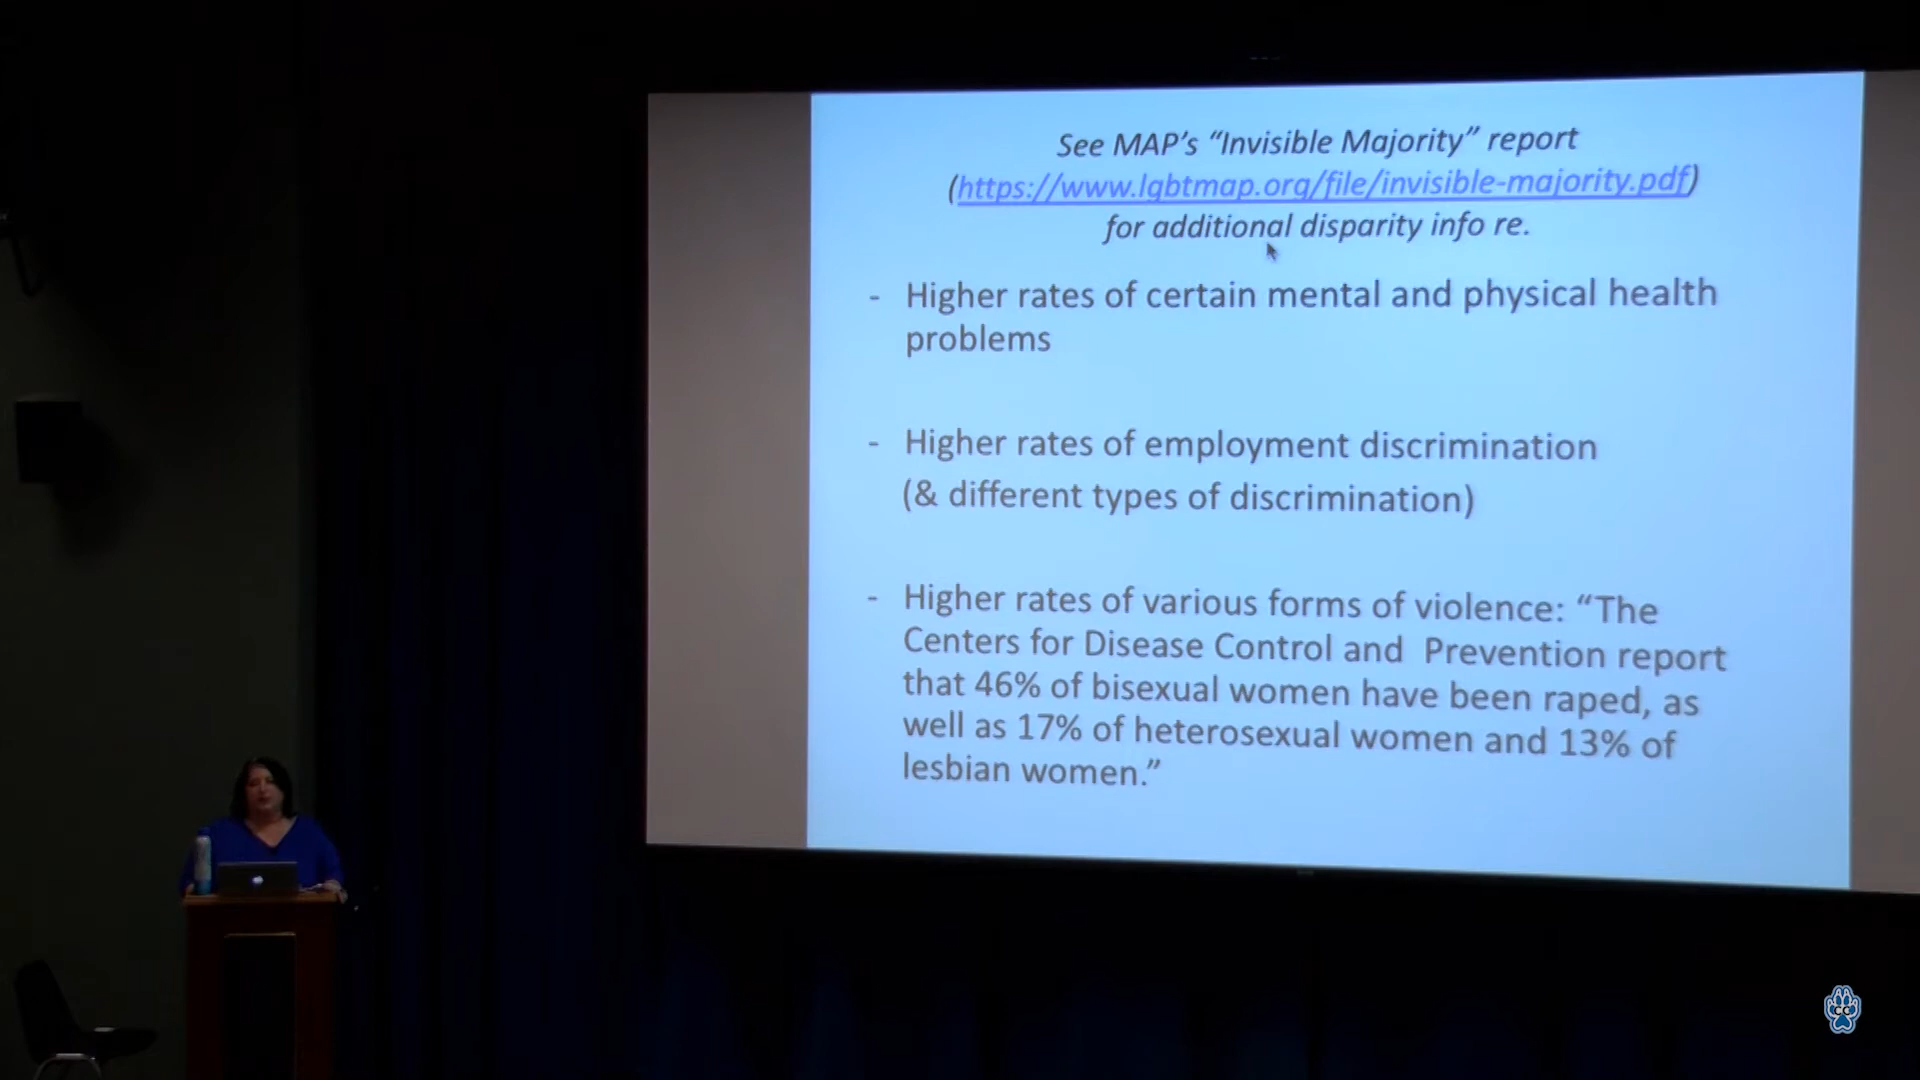 See MAP's “Invisible Majority” report
(https://www.lgbtmap.org/file/invisible-majority.pdf)
for additional disparity info re.
- Higher rates of certain mental and physical health
problems
- Higher rates of employment discrimination
(& different types of discrimination)
- Higher rates of various forms of violence: “The
Centers for Disease Control and Prevention report
that 46% of bisexual women have been raped, as
well as 17% of heterosexual women and 13% of
lesbian women.”
CC